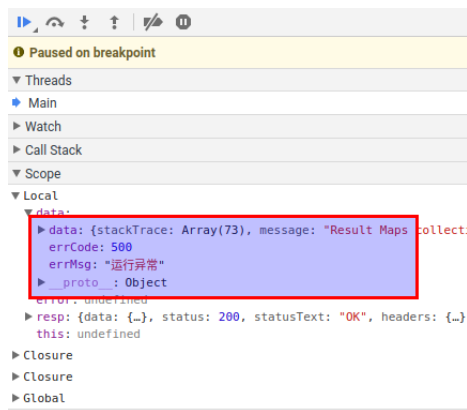 Paused on breakpoint
Threads
Main
Watch
Call Stack
Scope
Local
data:
data: {stackTrace: Array(73), message: "Result Maps collecti
errCode: 500
errMsg: "运行异常"
__proto__: Object
error: undefined
resp: {data: {…}, status: 200, statusText: "OK", headers: {…}
this: undefined
Closure
Closure
Global